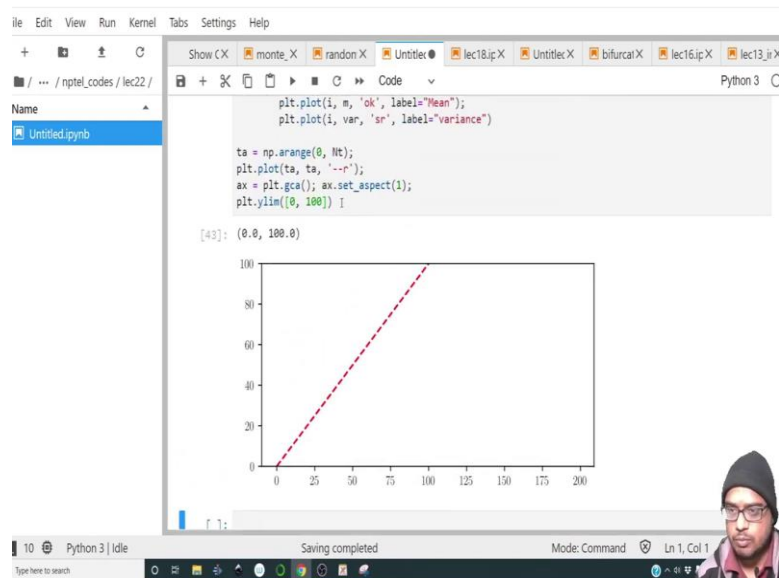 ile Edit View Run Kernel Tabs Settings Help
Show C X monte_ X random X Untitled lec18.ip X Untitlec X bifurcat X lec16.ip X lec13_ir X
/ ··· / nptel_codes / lec22 /
Code
Python 3
Name
Untitled.ipynb
plt.plot(i, m, 'ok', label="Mean");
plt.plot(i, var, 'sr', label="variance")
ta = np.arange(0, Nt);
plt.plot(ta, ta, '--r');
ax = plt.gca(); ax.set_aspect(1);
plt.ylim([0, 100])
[43]: (0.0, 100.0)
100
80
60
40
20
0
0 25 50 75 100 125 150 175 200
[ ]:
10 Python 3 | Idle Saving completed Mode: Command Ln 1, Col 1
Type here to search